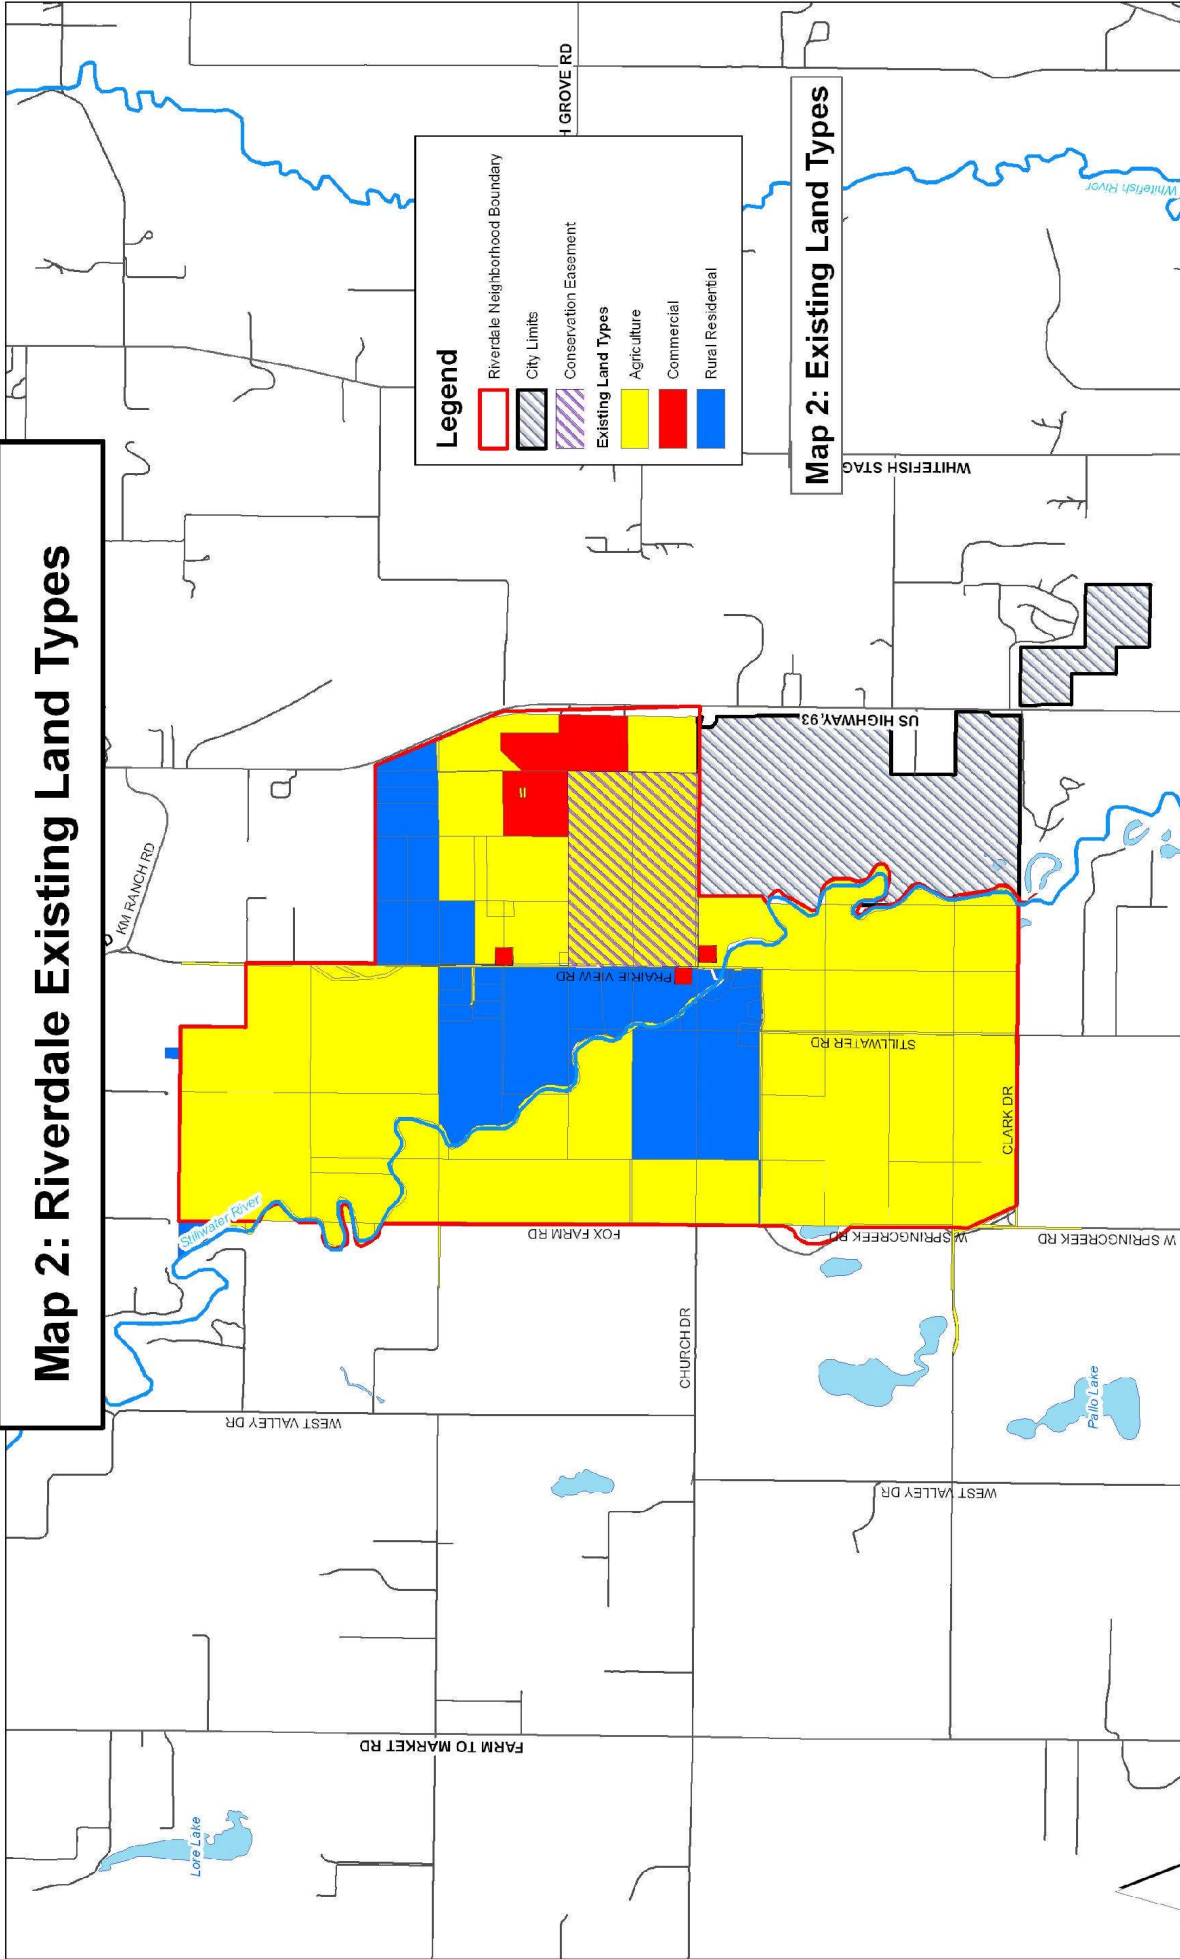 Map 2: Riverdale Existing Land Types
KM RANCH RD
H GROVE RD
Legend
Riverdale Neighborhood Boundary
City Limits
Conservation Easement
Existing Land Types
Agriculture
Commercial
Rural Residential
Map 2: Existing Land Types
Whitefish River
WHITEFISH STAG
US HIGHWAY 93
PRAIRIE VIEW RD
STILLWATER RD
CLARK DR
Stillwater River
FOX FARM RD
W SPRINGCREEK RD
W SPRINGCREEK RD
CHURCH DR
WEST VALLEY DR
WEST VALLEY DR
Pallo Lake
FARM TO MARKET RD
Lore Lake